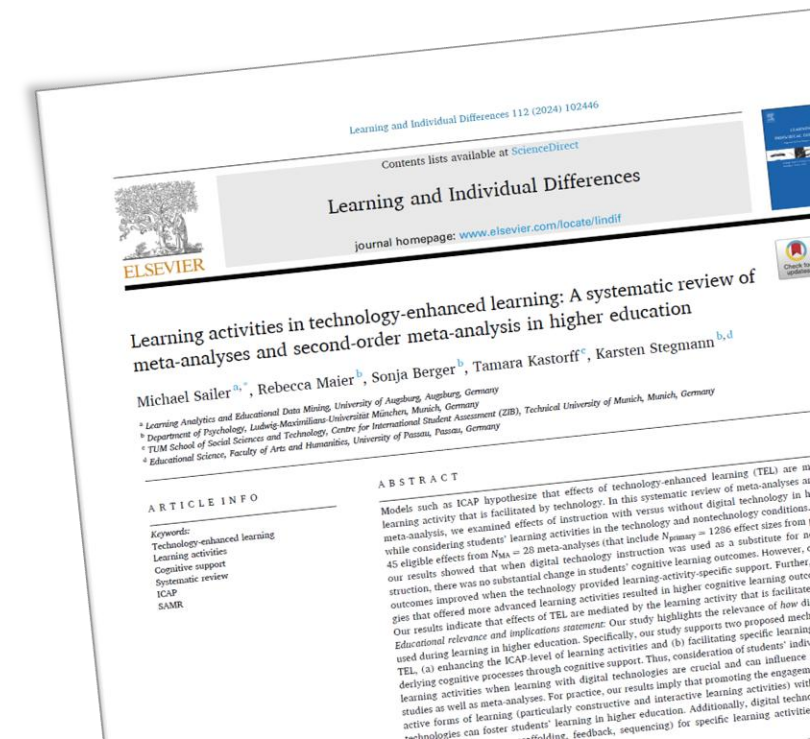 Learning and Individual Differences 112 (2024) 102446
Contents lists available at ScienceDirect
Learning and Individual Differences
journal homepage: www.elsevier.com/locate/lindif
ELSEVIER
Check for
updates
Learning activities in technology-enhanced learning: A systematic review of
meta-analyses and second-order meta-analysis in higher education
Michael Sailer a,*, Rebecca Maier b, Sonja Berger b, Tamara Kastorff c, Karsten Stegmann b,d
a Learning Analytics and Educational Data Mining, University of Augsburg, Augsburg, Germany
b Department of Psychology, Ludwig-Maximilians-Universität München, Munich, Germany
c TUM School of Social Sciences and Technology, Centre for International Student Assessment (ZIB), Technical University of Munich, Munich, Germany
d Educational Science, Faculty of Arts and Humanities, University of Passau, Passau, Germany
ARTICLE INFO
Keywords:
Technology-enhanced learning
Learning activities
Cognitive support
Systematic review
ICAP
SAMR
ABSTRACT
Models such as ICAP hypothesize that effects of technology-enhanced learning (TEL) are
learning activity that is facilitated by technology. In this systematic review of meta-analyses
meta-analysis, we examined effects of instruction with versus without digital technology in
while considering students' learning activities in the technology and nontechnology conditions.
45 eligible effects from NMA = 28 meta-analyses (that include Nprimary = 1286 effect sizes from
our results showed that when digital technology instruction was used as a substitute for
struction, there was no substantial change in students' cognitive learning outcomes. However,
outcomes improved when the technology provided learning-activity-specific support. Further,
gies that offered more advanced learning activities resulted in higher cognitive learning
Our results indicate that effects of TEL are mediated by the learning activity that is
Educational relevance and implications statement: Our study highlights the relevance of how
used during learning in higher education. Specifically, our study supports two proposed
TEL, (a) enhancing the ICAP-level of learning activities and (b) facilitating specific
derlying cognitive processes through cognitive support. Thus, consideration of students'
learning activities when learning with digital technologies are crucial and can influence
studies as well as meta-analyses. For practice, our results imply that promoting the
active forms of learning (particularly constructive and interactive learning activities)
technologies can foster students' learning in higher education. Additionally, digital
feedback, sequencing) for specific learning